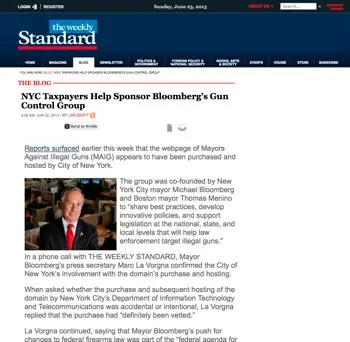 LOGIN REGISTER
Sunday, June 23, 2013
the weekly
Standard
HOME BLOG MAGAZINE NEWSLETTER POLITICS & GOVERNMENT FOREIGN POLICY & NATIONAL SECURITY BOOKS, ARTS & SOCIETY EVENTS CRUISE STORE SUBSCRIBE
YOU ARE HERE: BLOG / NYC TAXPAYERS HELP SPONSOR BLOOMBERG'S GUN CONTROL GROUP
THE BLOG
NYC Taxpayers Help Sponsor Bloomberg's Gun
Control Group
JUN 22, 2013 • BY JIM SWIFT
Send to Kindle
Reports surfaced earlier this week that the webpage of Mayors
Against Illegal Guns (MAIG) appears to have been purchased and
hosted by City of New York.
The group was co-founded by New
York City mayor Michael Bloomberg
and Boston mayor Thomas Menino
to "share best practices, develop
innovative policies, and support
legislation at the national, state, and
local levels that will help law
enforcement target illegal guns."
In a phone call with THE WEEKLY STANDARD, Mayor
Bloomberg's press secretary Marc La Vorgna confirmed the City of
New York's involvement with the domain's purchase and hosting.
When asked whether the purchase and subsequent hosting of the
domain by New York City's Department of Information Technology
and Telecommunications was accidental or intentional, La Vorgna
replied that the purchase had "definitely been vetted."
La Vorgna continued, saying that Mayor Bloomberg's push for
changes to federal firearms law was part of the "federal agenda for